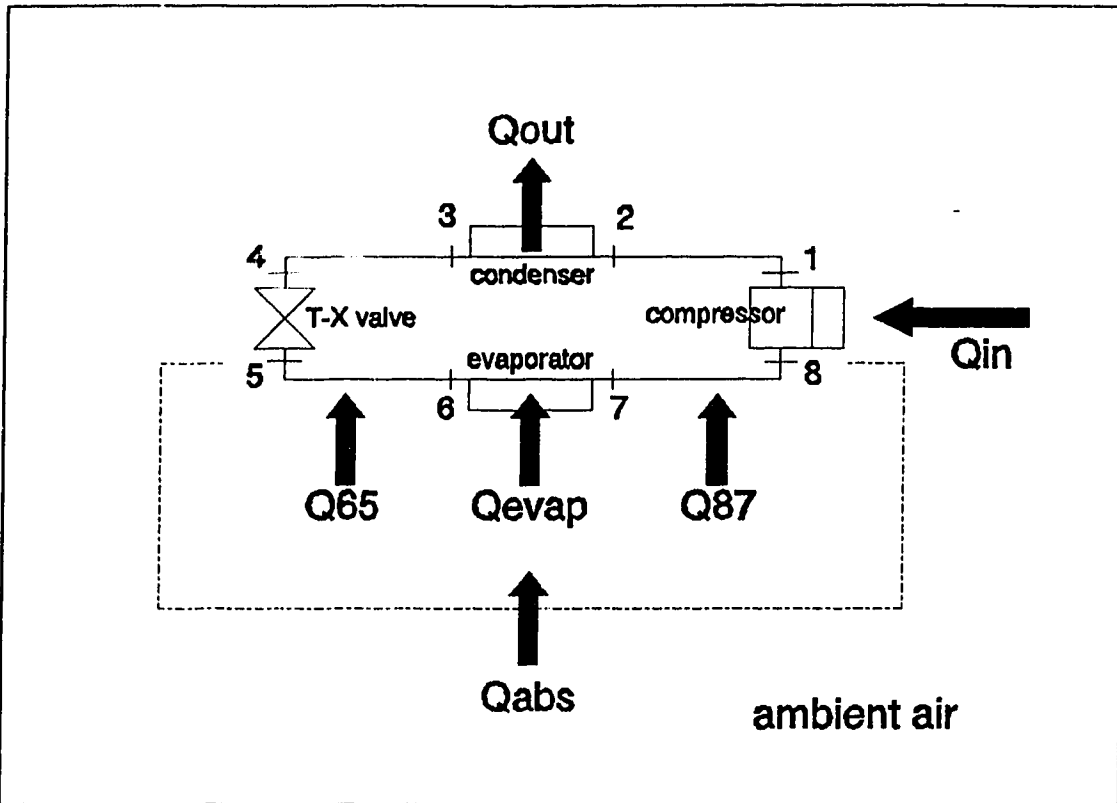 Qout
3
2
4
condenser
1
T-X valve
compressor
Qin
5
evaporator
8
6
7
Q65
Qevap
Q87
Qabs
ambient air